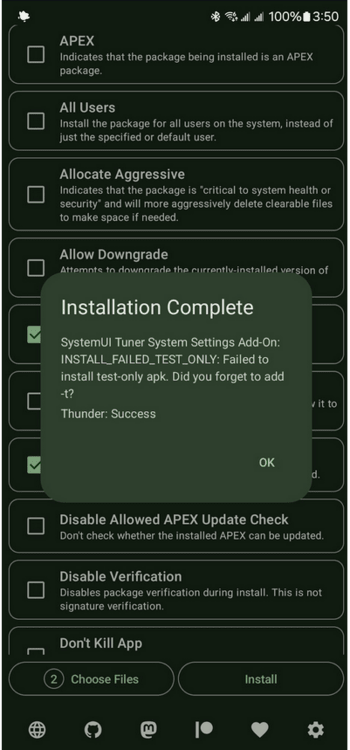 100% 3:50
APEX
Indicates that the package being installed is an APEX
package.
All Users
Install the package for all users on the system, instead of
just the specified or default user.
Allocate Aggressive
Indicates that the package is "critical to system health or
security" and will more aggressively delete clearable files
to make space if needed.
Allow Downgrade
Attempts to downgrade the currently-installed version of
Installation Complete
SystemUI Tuner System Settings Add-On:
INSTALL_FAILED_TEST_ONLY: Failed to
install test-only apk. Did you forget to add
-t?
Thunder: Success
it to
OK
d.
Disable Allowed APEX Update Check
Don't check whether the installed APEX can be updated.
Disable Verification
Disables package verification during install. This is not
signature verification.
Don't Kill App
2 Choose Files
Install